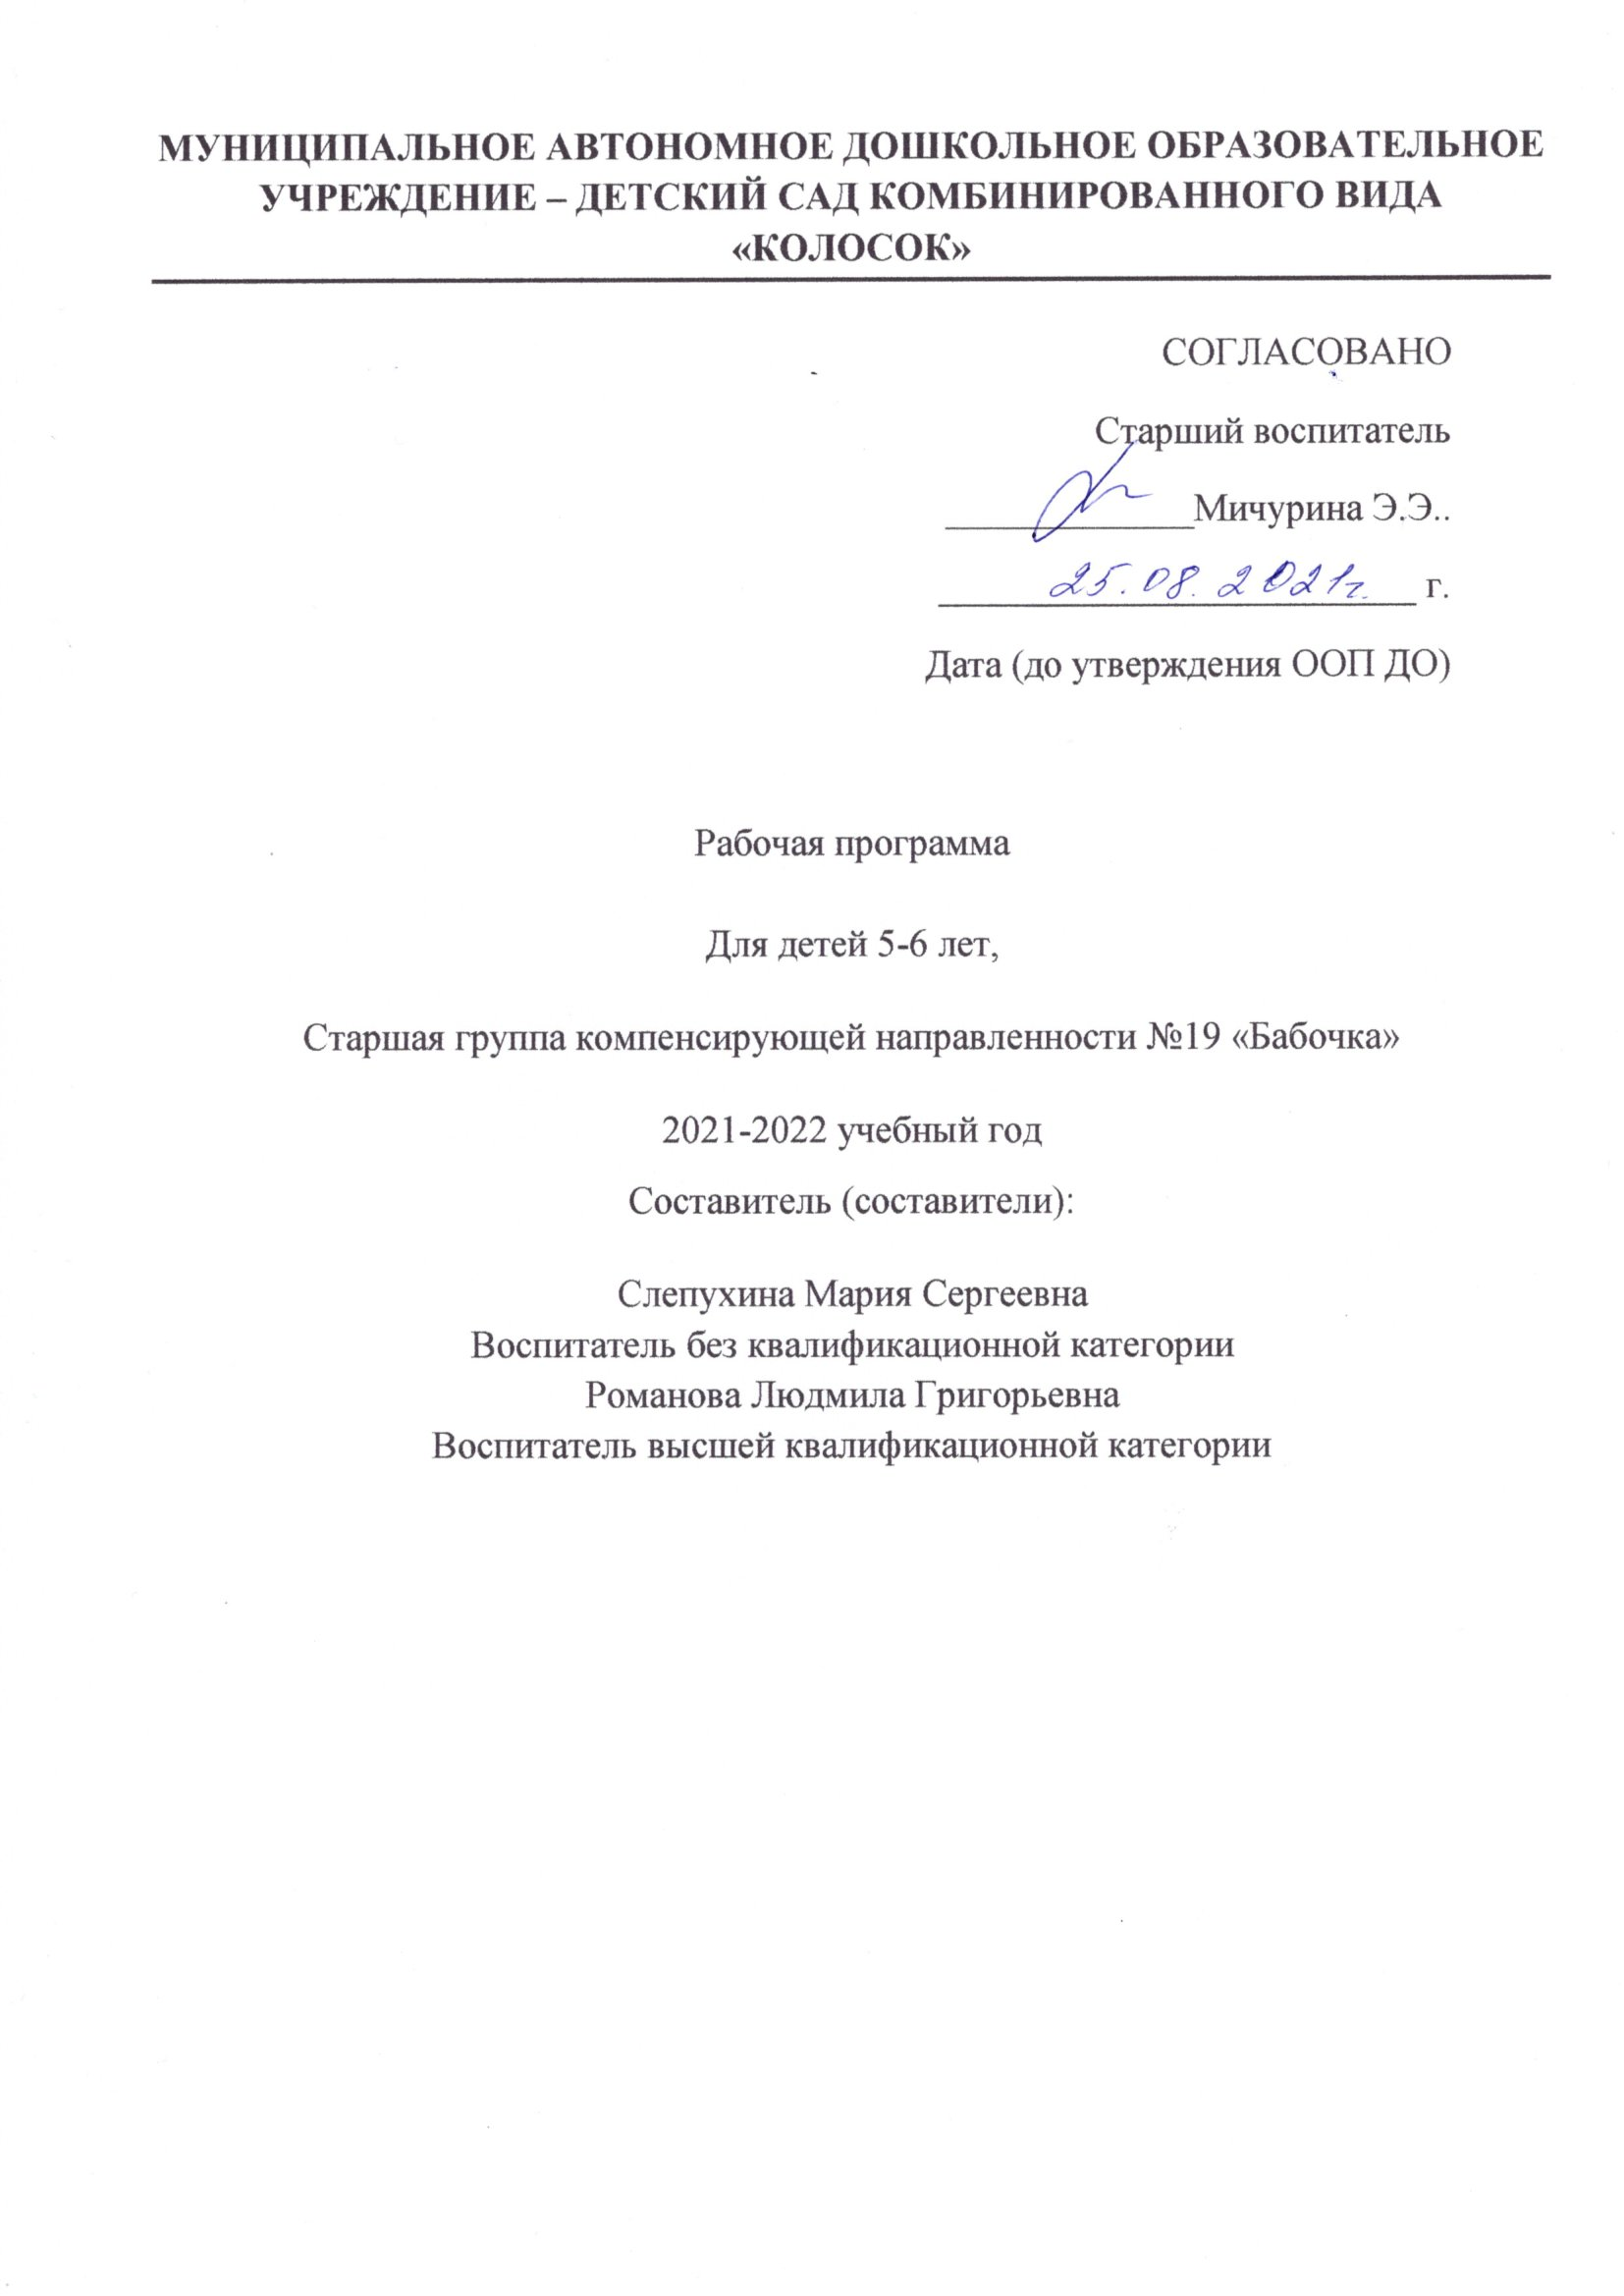 МУНИЦИПАЛЬНОЕ АВТОНОМНОЕ ДОШКОЛЬНОЕ ОБРАЗОВАТЕЛЬНОЕ
УЧРЕЖДЕНИЕ – ДЕТСКИЙ САД КОМБИНИРОВАННОГО ВИДА
«КОЛОСОК»
СОГЛАСОВАНО
Старший воспитатель
Мичурина Э.Э..
25.08.2021г. г.
Дата (до утверждения ООП ДО)
Рабочая программа
Для детей 5-6 лет,
Старшая группа компенсирующей направленности №19 «Бабочка»
2021-2022 учебный год
Составитель (составители):
Слепухина Мария Сергеевна
Воспитатель без квалификационной категории
Романова Людмила Григорьевна
Воспитатель высшей квалификационной категории